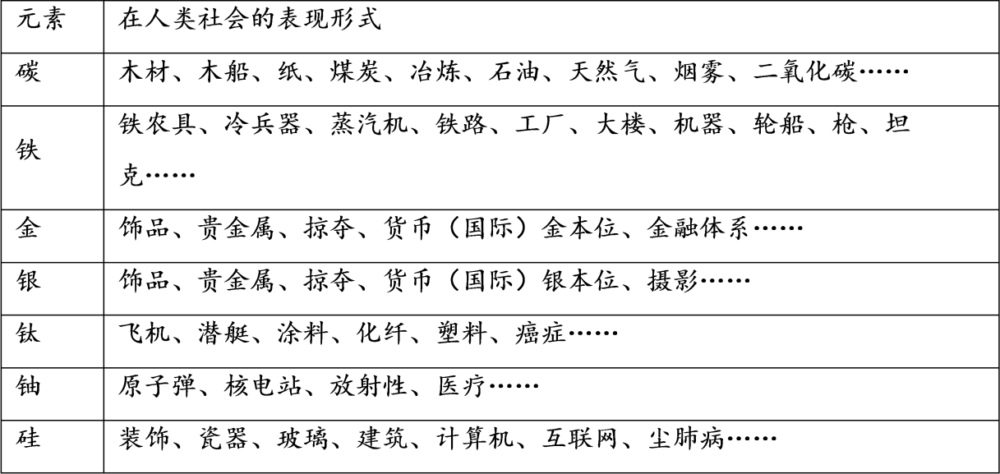 元素 在人类社会的表现形式
碳 木材、木船、纸、煤炭、冶炼、石油、天然气、烟雾、二氧化碳……
铁 铁农具、冷兵器、蒸汽机、铁路、工厂、大楼、机器、轮船、枪、坦
克……
金 饰品、贵金属、掠夺、货币（国际）金本位、金融体系……
银 饰品、贵金属、掠夺、货币（国际）银本位、摄影……
钛 飞机、潜艇、涂料、化纤、塑料、癌症……
铀 原子弹、核电站、放射性、医疗……
硅 装饰、瓷器、玻璃、建筑、计算机、互联网、尘肺病……